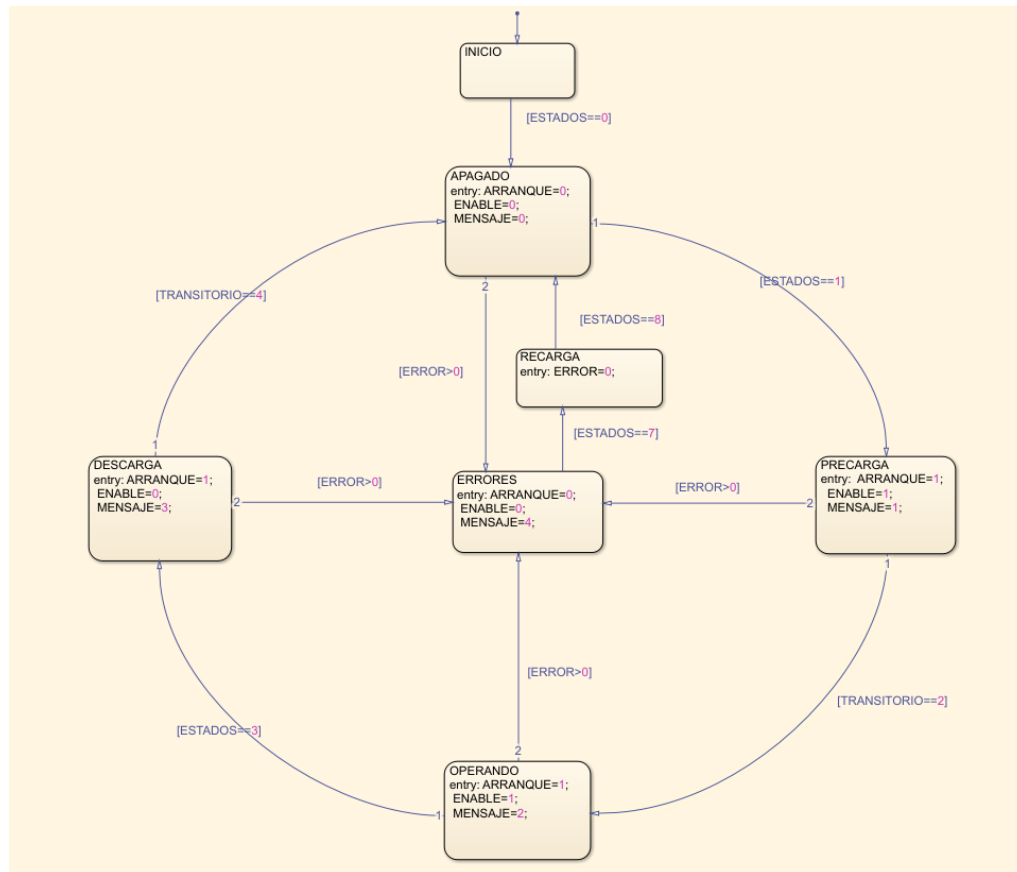 INICIO
[ESTADOS==0]
APAGADO
entry: ARRANQUE=0;
ENABLE=0;
MENSAJE=0;
1
2
[ESTADOS==1]
[TRANSITORIO==4]
[ESTADOS==8]
RECARGA
entry: ERROR=0;
[ERROR>0]
[ESTADOS==7]
1
DESCARGA
entry: ARRANQUE=1;
ENABLE=0;
MENSAJE=3;
2
[ERROR>0]
ERRORES
entry: ARRANQUE=0;
ENABLE=0;
MENSAJE=4;
[ERROR>0]
2
PRECARGA
entry: ARRANQUE=1;
ENABLE=1;
MENSAJE=1;
1
[ERROR>0]
[TRANSITORIO==2]
[ESTADOS==3]
2
OPERANDO
entry: ARRANQUE=1;
ENABLE=1;
MENSAJE=2;
1